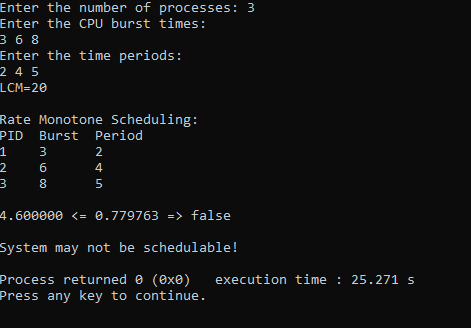 Enter the number of processes: 3
Enter the CPU burst times:
3 6 8
Enter the time periods:
2 4 5
LCM=20
Rate Monotone Scheduling:
PID Burst Period
1 3 2
2 6 4
3 8 5
4.600000 <= 0.779763 => false
System may not be schedulable!
Process returned 0 (0x0) execution time : 25.271 s
Press any key to continue.